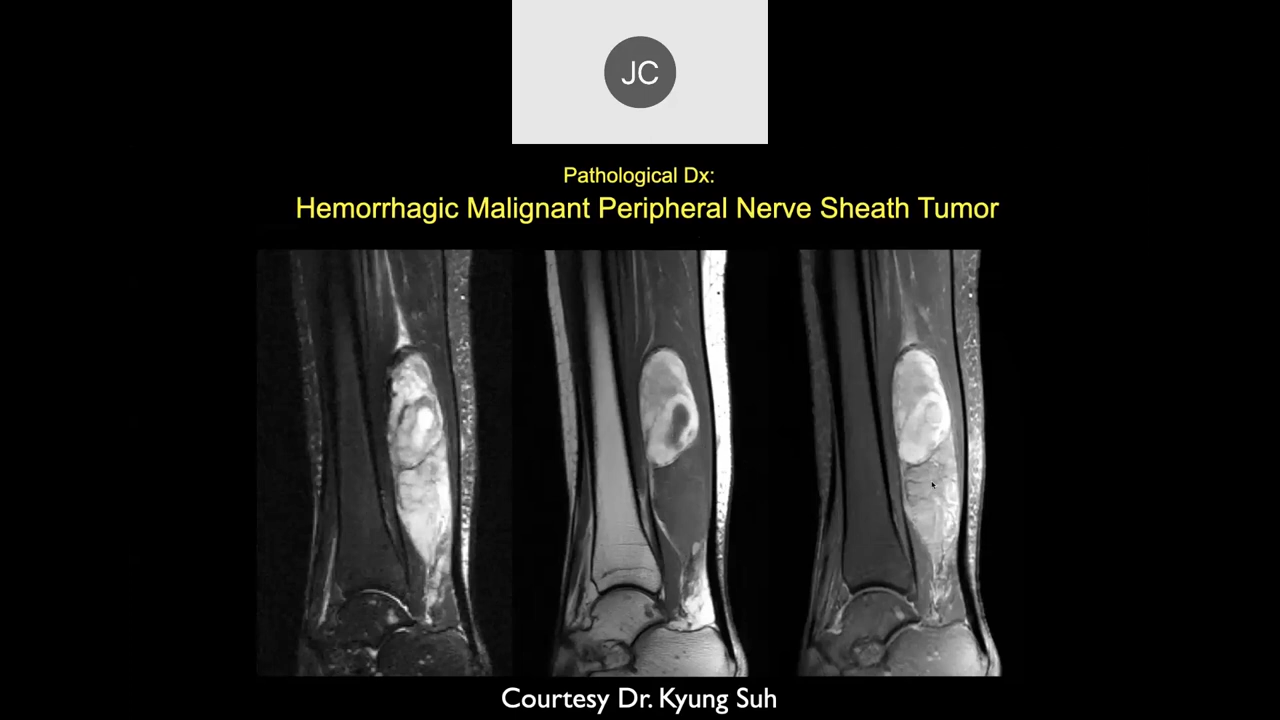 JC
Pathological Dx:
Hemorrhagic Malignant Peripheral Nerve Sheath Tumor
Courtesy Dr. Kyung Suh